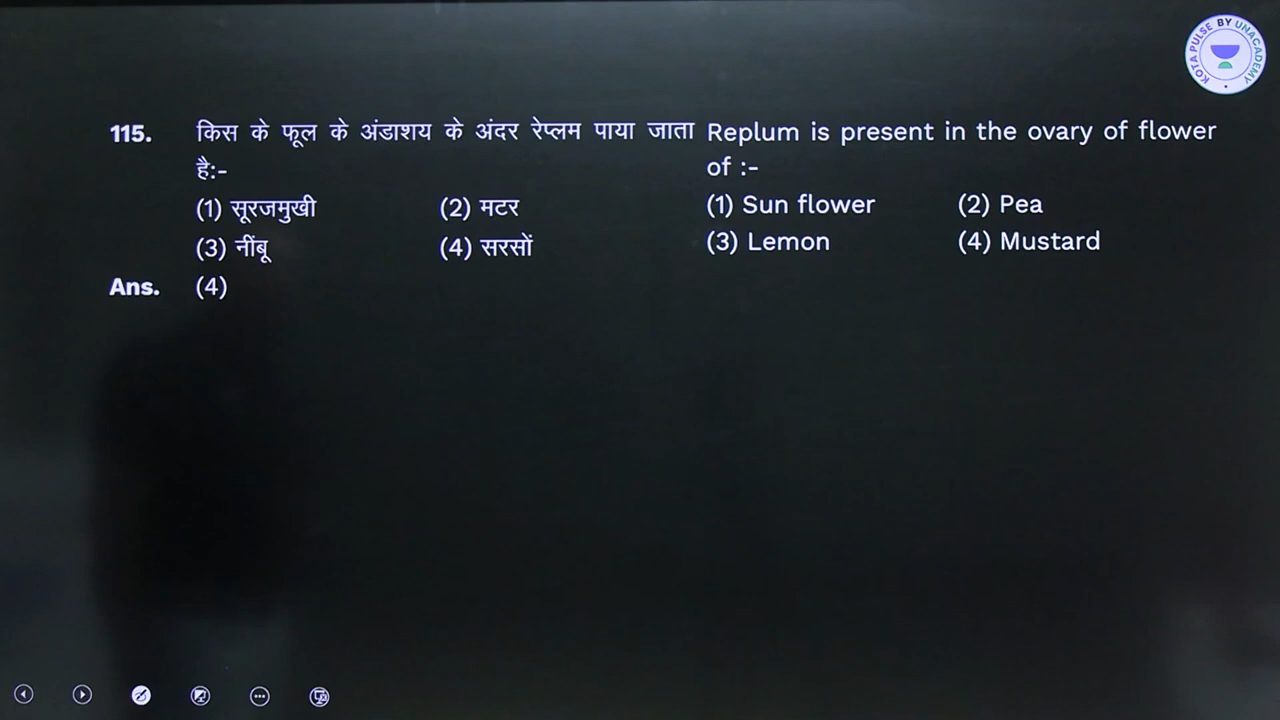 KOTA PULSE BY UNACADEMY
115. किस के फूल के अंडाशय के अंदर रेप्लम पाया जाता
है:-
(1) सूरजमुखी (2) मटर
(3) नींबू (4) सरसों
Replum is present in the ovary of flower
of :-
(1) Sun flower (2) Pea
(3) Lemon (4) Mustard
Ans. (4)